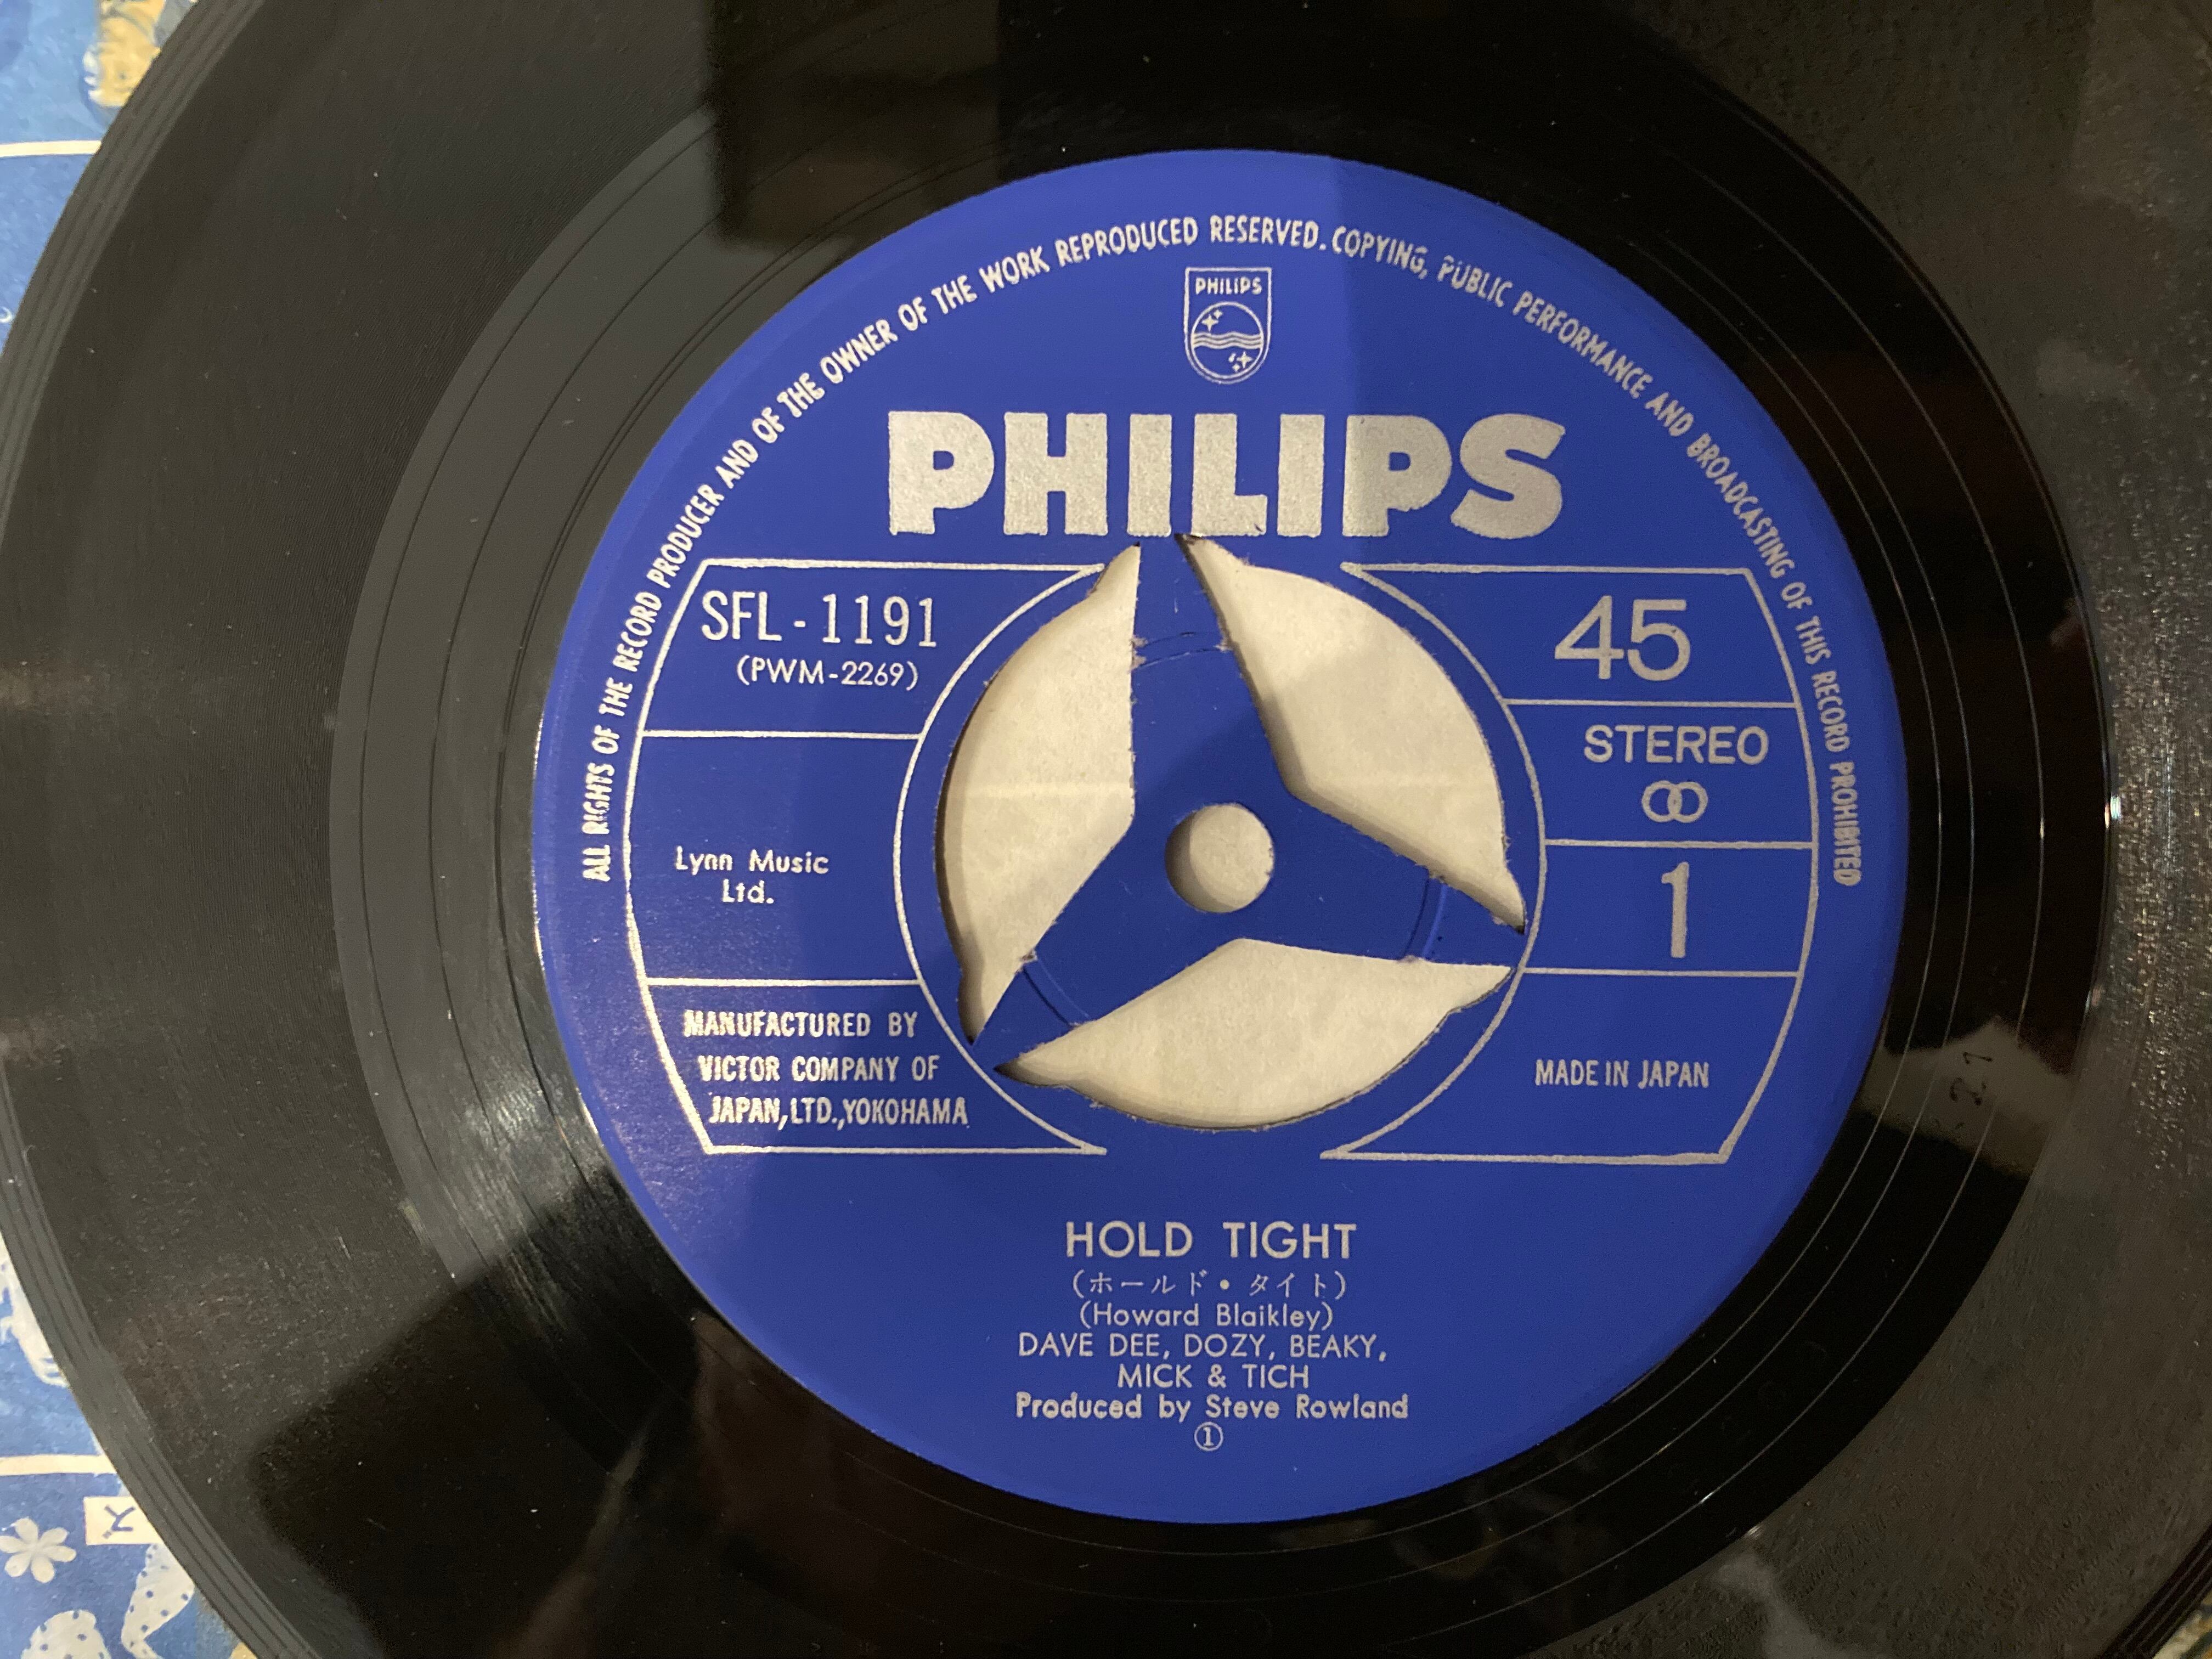 ALL RIGHTS OF THE RECORD PRODUCER AND OF THE OWNER OF THE WORK REPRODUCED RESERVED. COPYING, PUBLIC PERFORMANCE AND BROADCASTING OF THIS RECORD PROHIBITED
PHILIPS
PHILIPS
SFL-1191
(PWM-2269)
45
STEREO
1
Lynn Music
Ltd.
MANUFACTURED BY
VICTOR COMPANY OF
JAPAN, LTD., YOKOHAMA
MADE IN JAPAN
HOLD TIGHT
(ホールド・タイト)
(Howard Blaikley)
DAVE DEE, DOZY, BEAKY,
MICK & TICH
Produced by Steve Rowland
①
ズ